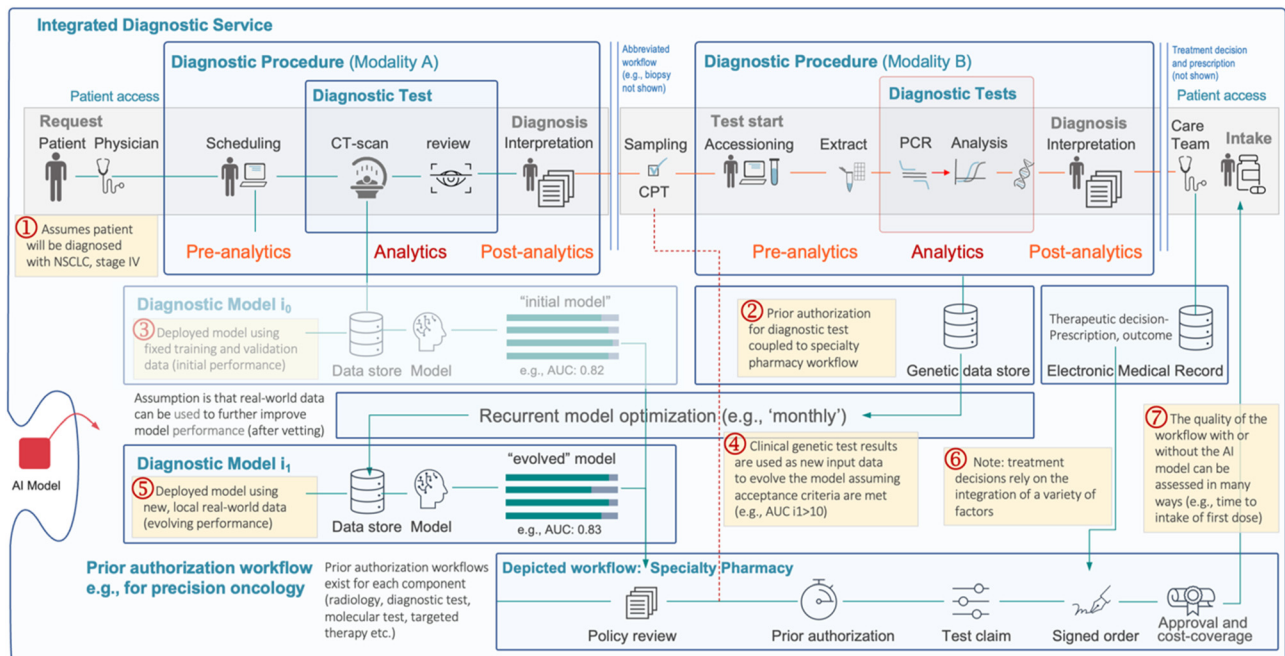 Integrated Diagnostic Service
Diagnostic Procedure (Modality A)
Abbreviated
workflow
(e.g., biopsy
not shown)
Diagnostic Procedure (Modality B)
Treatment decision
and prescription
(not shown)
Patient access
Diagnostic Test
Diagnostic Tests
Patient access
Request
Patient Physician
Scheduling
CT-scan
review
Diagnosis
Interpretation
Sampling
CPT
Test start
Accessioning
Extract
PCR
Analysis
Diagnosis
Interpretation
Care
Team
Intake
① Assumes patient
will be diagnosed
with NSCLC, stage IV
Pre-analytics
Analytics
Post-analytics
Pre-analytics
Analytics
Post-analytics
Diagnostic Model i0
③ Deployed model using
fixed training and validation
data (initial performance)
Data store
Model
"initial model"
e.g., AUC: 0.82
② Prior authorization
for diagnostic test
coupled to specialty
pharmacy workflow
Genetic data store
Therapeutic decision-
Prescription, outcome
Electronic Medical Record
Assumption is that real-world data
can be used to further improve
model performance (after vetting)
Recurrent model optimization (e.g., 'monthly')
AI Model
Diagnostic Model i1
⑤ Deployed model using
new, local real-world data
(evolving performance)
Data store
Model
"evolved" model
e.g., AUC: 0.83
④ Clinical genetic test results
are used as new input data
to evolve the model assuming
acceptance criteria are met
(e.g., AUC i1>10)
⑥ Note: treatment
decisions rely on the
integration of a variety of
factors
⑦ The quality of the
workflow with or
without the AI
model can be
assessed in many
ways (e.g., time to
intake of first dose)
Prior authorization workflow
e.g., for precision oncology
Prior authorization workflows
exist for each component
(radiology, diagnostic test,
molecular test, targeted
therapy etc.)
Depicted workflow: Specialty Pharmacy
Policy review
Prior authorization
Test claim
Signed order
Approval and
cost-coverage